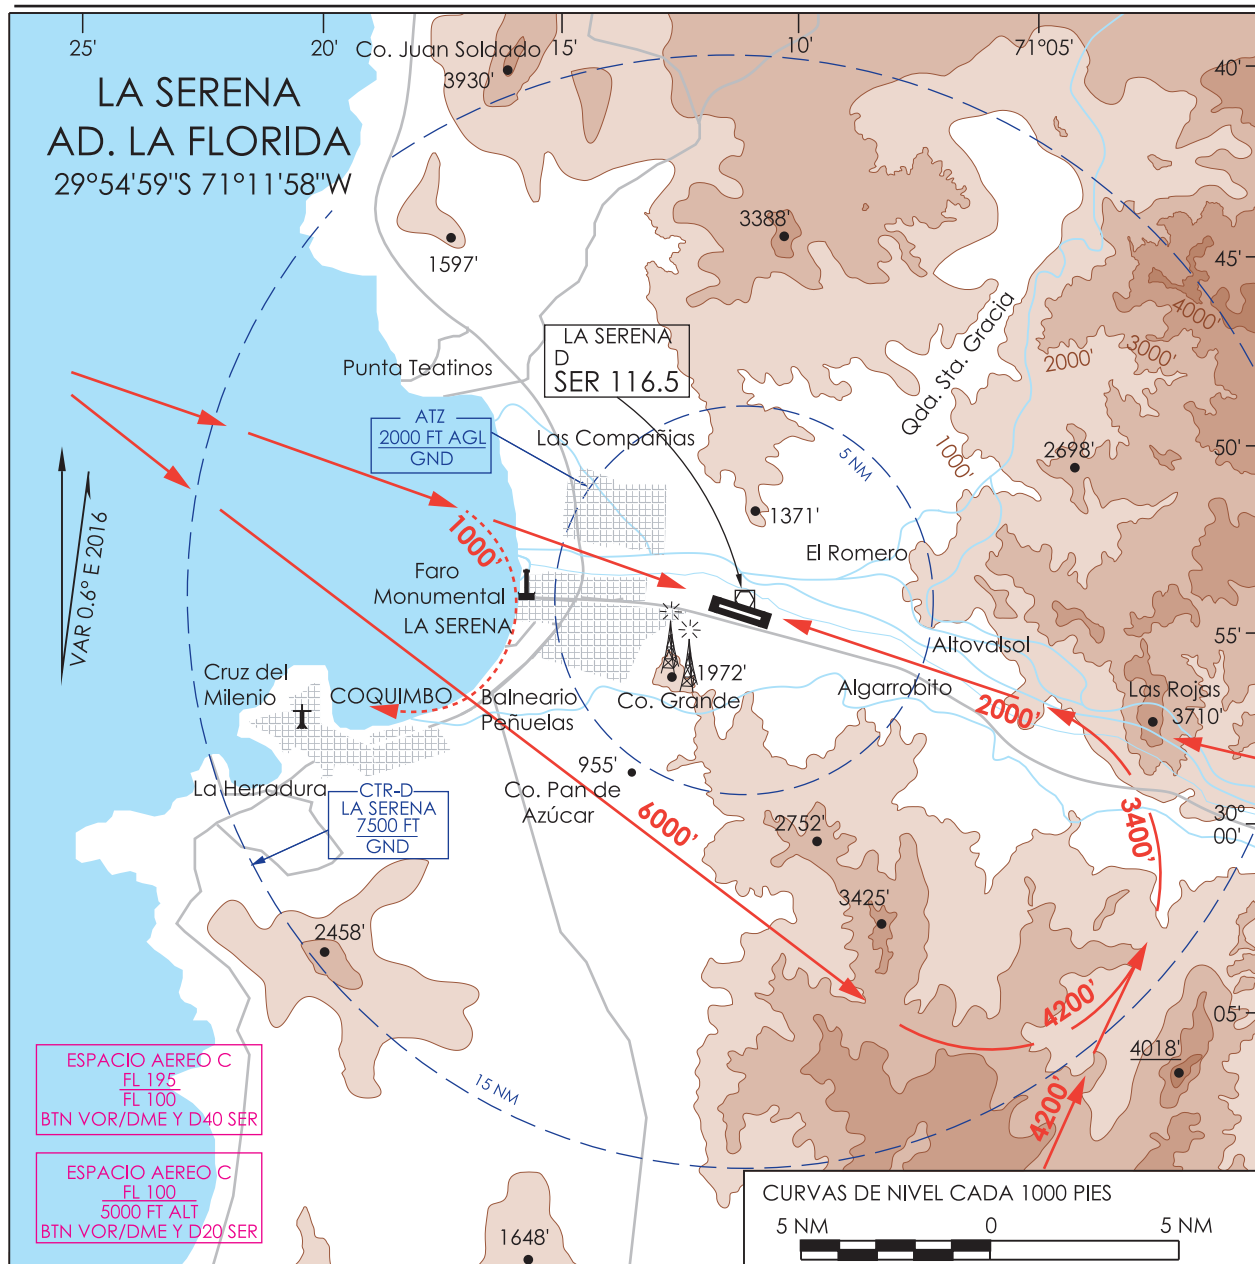 25'
20'
15'
10'
71°05'
Co. Juan Soldado
3930'
40'
LA SERENA
AD. LA FLORIDA
29°54'59"S 71°11'58"W
3388'
1597'
45'
4000'
3000'
2000'
1000'
Qda. Sta. Gracia
LA SERENA
D
SER 116.5
Punta Teatinos
ATZ
2000 FT AGL
GND
Las Compañias
5 NM
2698'
50'
1371'
1000'
El Romero
VAR 0.6° E 2016
Faro
Monumental
LA SERENA
55'
Altovalsol
Cruz del
Milenio
COQUIMBO
Balneario
Peñuelas
1972'
Co. Grande
Algarrobito
2000'
Las Rojas
3710'
955'
Co. Pan de
Azúcar
La Herradura
CTR-D
LA SERENA
7500 FT
GND
6000'
2752'
3400'
30°
00'
3425'
2458'
4200'
05'
4018'
4200'
15 NM
ESPACIO AEREO C
FL 195
FL 100
BTN VOR/DME Y D40 SER
ESPACIO AEREO C
FL 100
5000 FT ALT
BTN VOR/DME Y D20 SER
1648'
CURVAS DE NIVEL CADA 1000 PIES
5 NM 0 5 NM